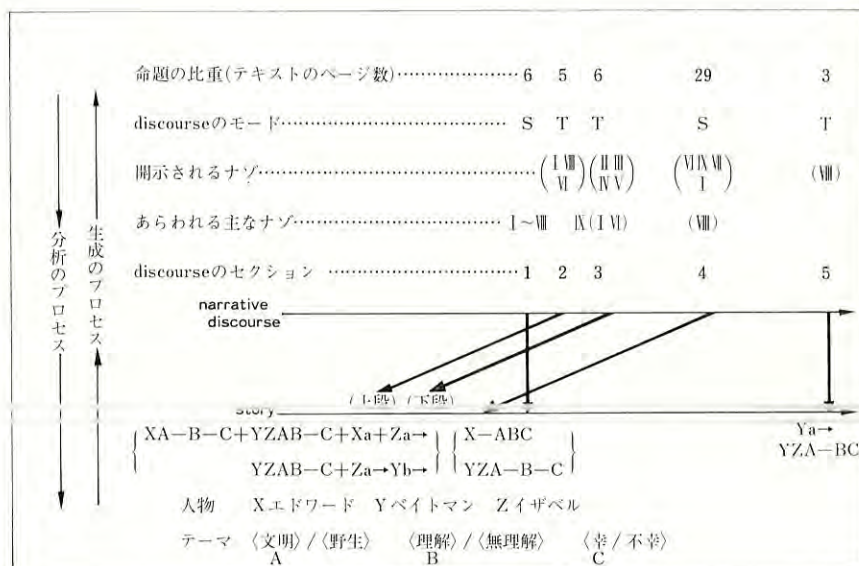 命題の比重(テキストのページ数)…………………6 5 6 29 3
discourseのモード……………………………S T T S T
開示されるナゾ…………………………(Ⅰ Ⅷ Ⅵ)(Ⅱ Ⅲ Ⅳ Ⅴ) (Ⅵ Ⅸ Ⅶ Ⅰ) (Ⅷ)
あらわれる主なナゾ…………………………Ⅰ～Ⅷ Ⅸ(Ⅰ Ⅵ) (Ⅷ)
discourseのセクション ……………………1 2 3 4 5
分析のプロセス
生成のプロセス
narrative
discourse
(上段) (下段)
story
XA−B−C+YZAB−C+Xa+Za→
YZAB−C+Za→Yb→
X−ABC
YZA−B−C
Ya→
YZA−BC
人物 Xエドワード Yベイトマン Zイザベル
テーマ 〈文明〉/〈野生〉 〈理解〉/〈無理解〉 〈幸/不幸〉
A B C